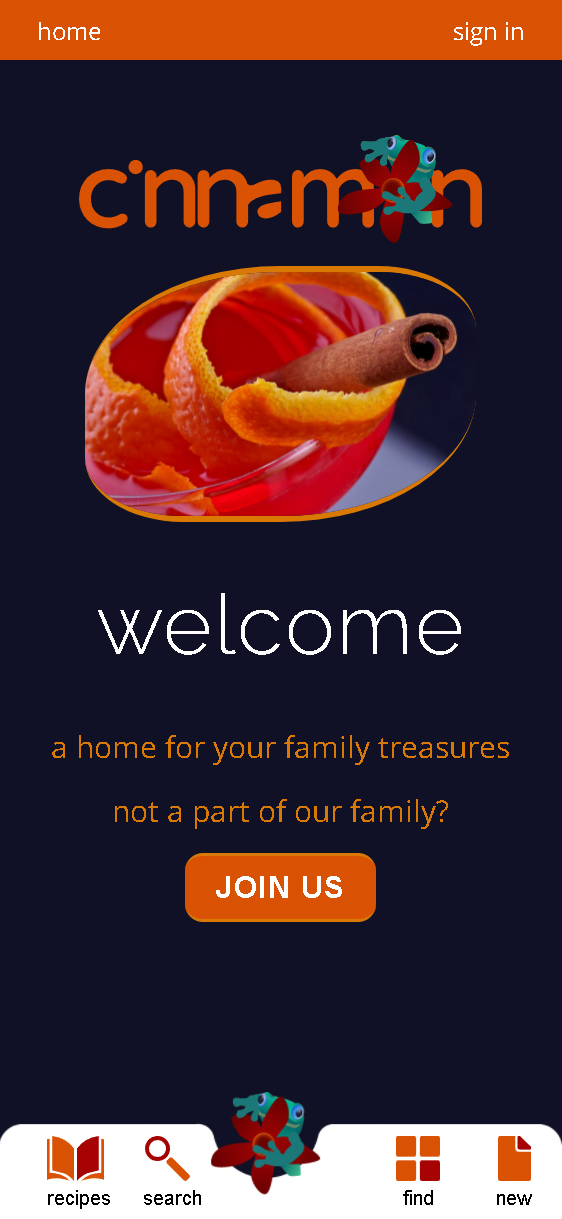 home sign in
cinnamon
welcome
a home for your family treasures
not a part of our family?
JOIN US
recipes search find new